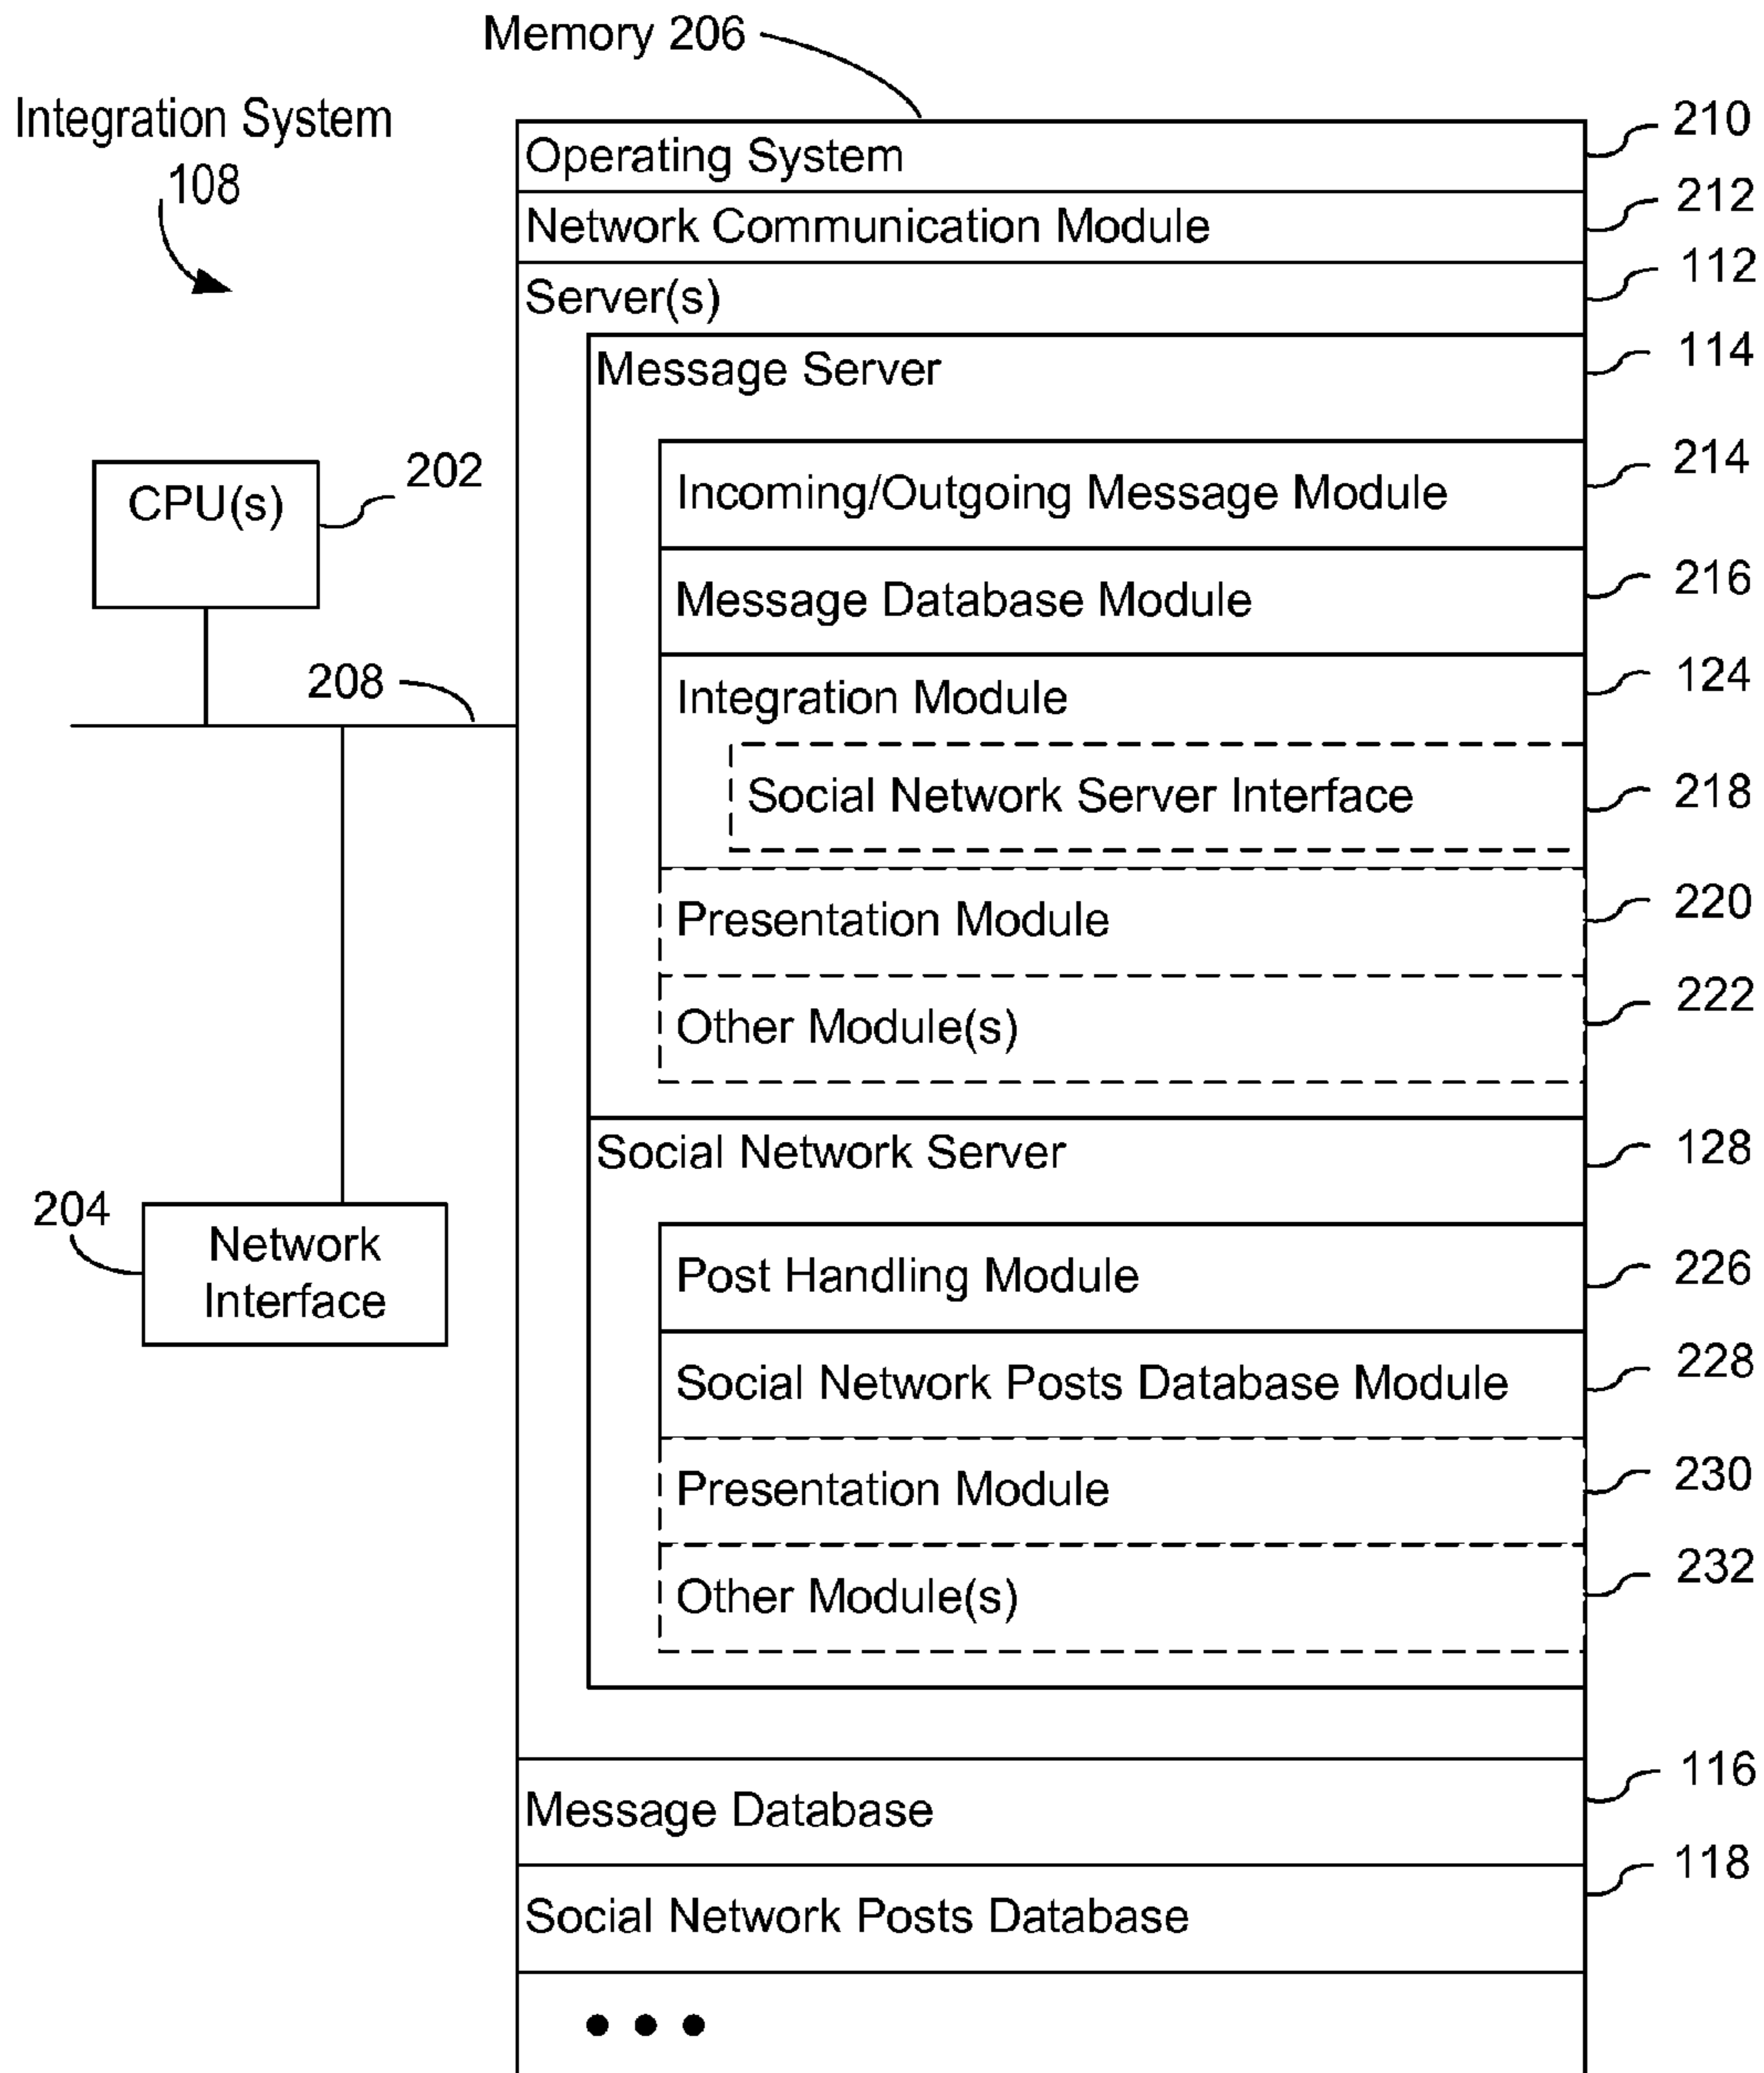 Memory 206
Integration System
108
Operating System 210
Network Communication Module 212
Server(s) 112
Message Server 114
Incoming/Outgoing Message Module 214
CPU(s) 202
Message Database Module 216
208
Integration Module 124
Social Network Server Interface 218
Presentation Module 220
Other Module(s) 222
Social Network Server 128
204
Network
Interface
Post Handling Module 226
Social Network Posts Database Module 228
Presentation Module 230
Other Module(s) 232
Message Database 116
Social Network Posts Database 118